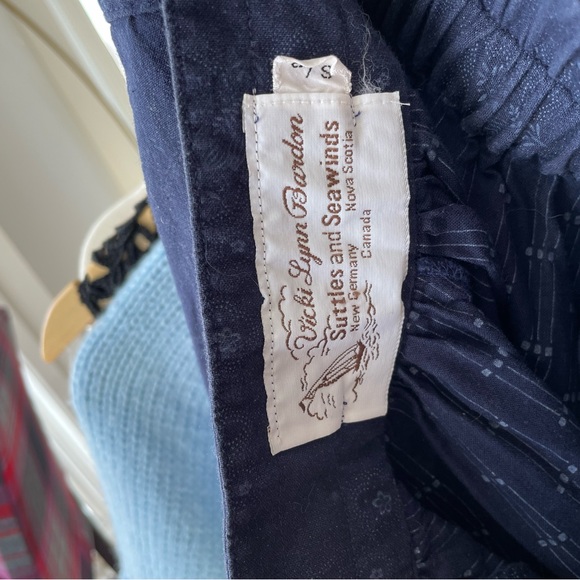 Vicki Lynn Bardon
Suttles and Seawinds
New Germany Nova Scotia
Canada